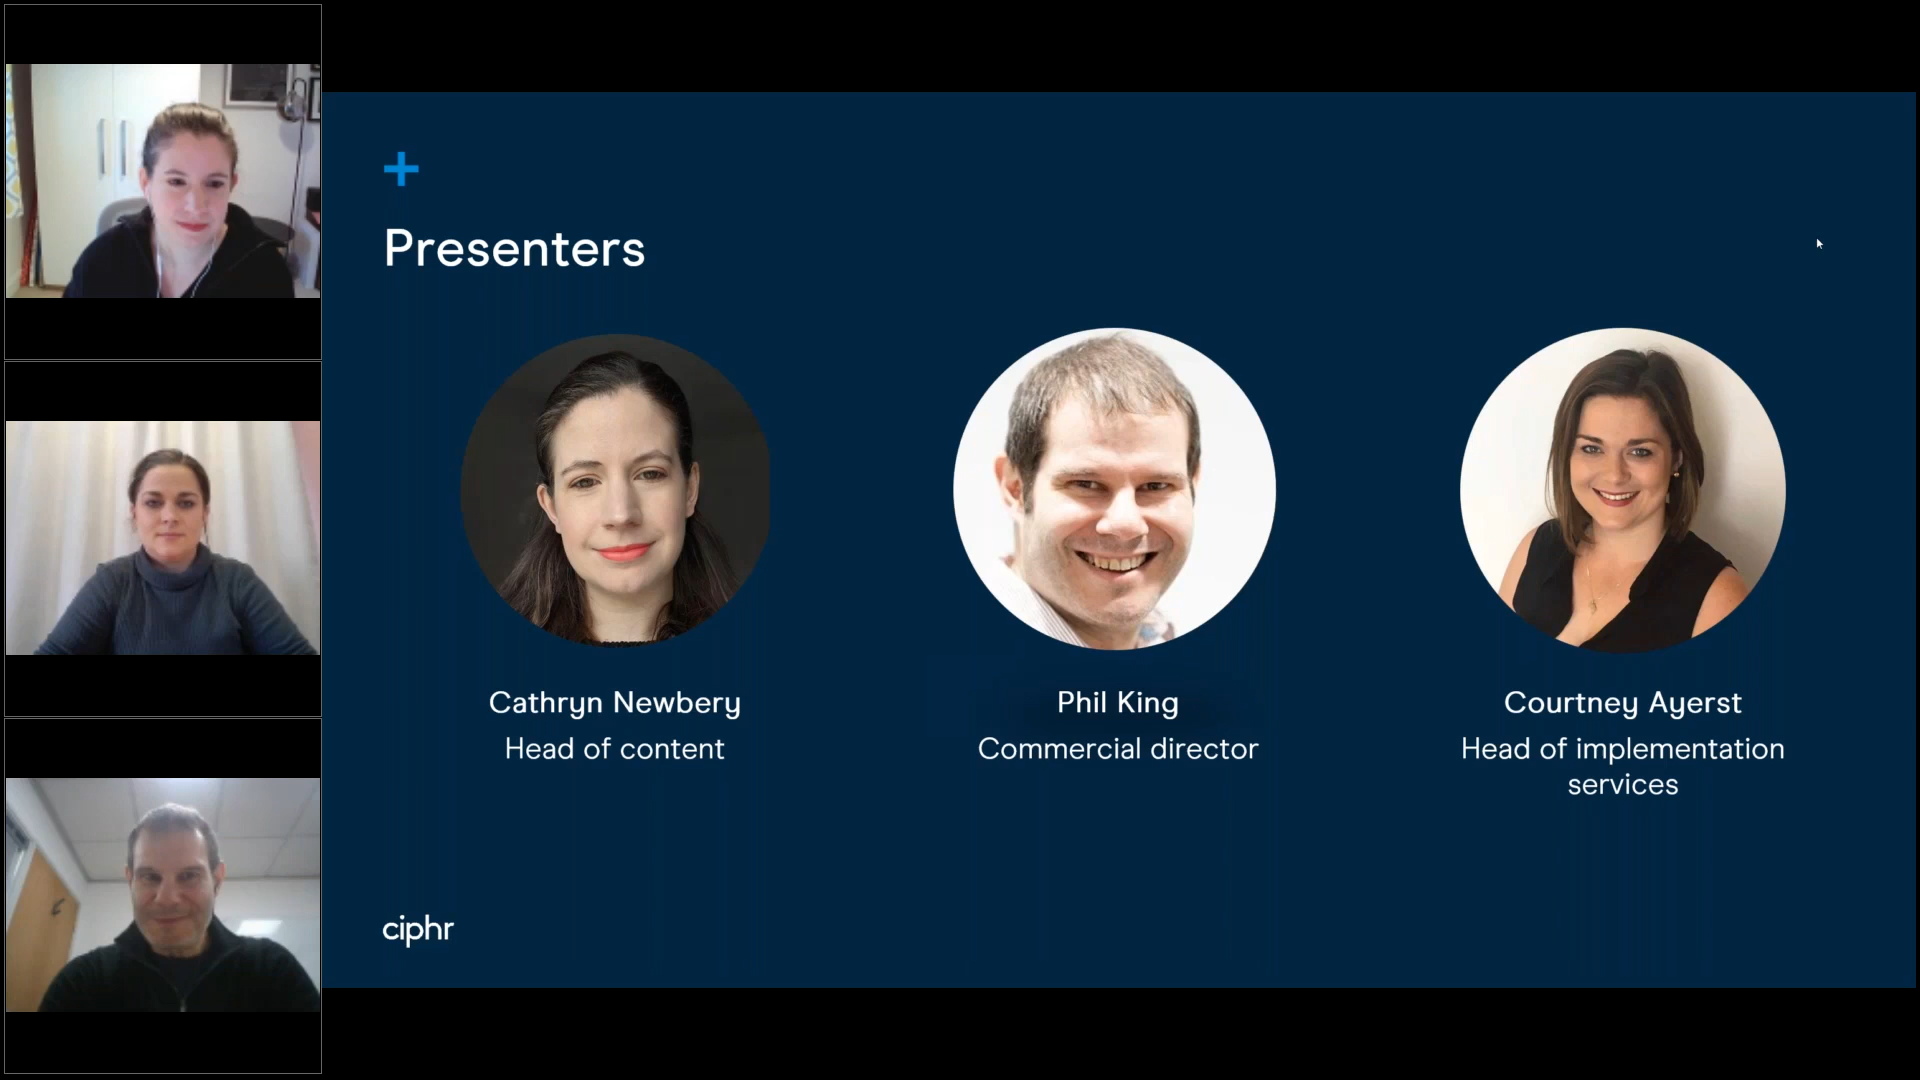 Presenters
Cathryn Newbery
Head of content
Phil King
Commercial director
Courtney Ayerst
Head of implementation
services
ciphr